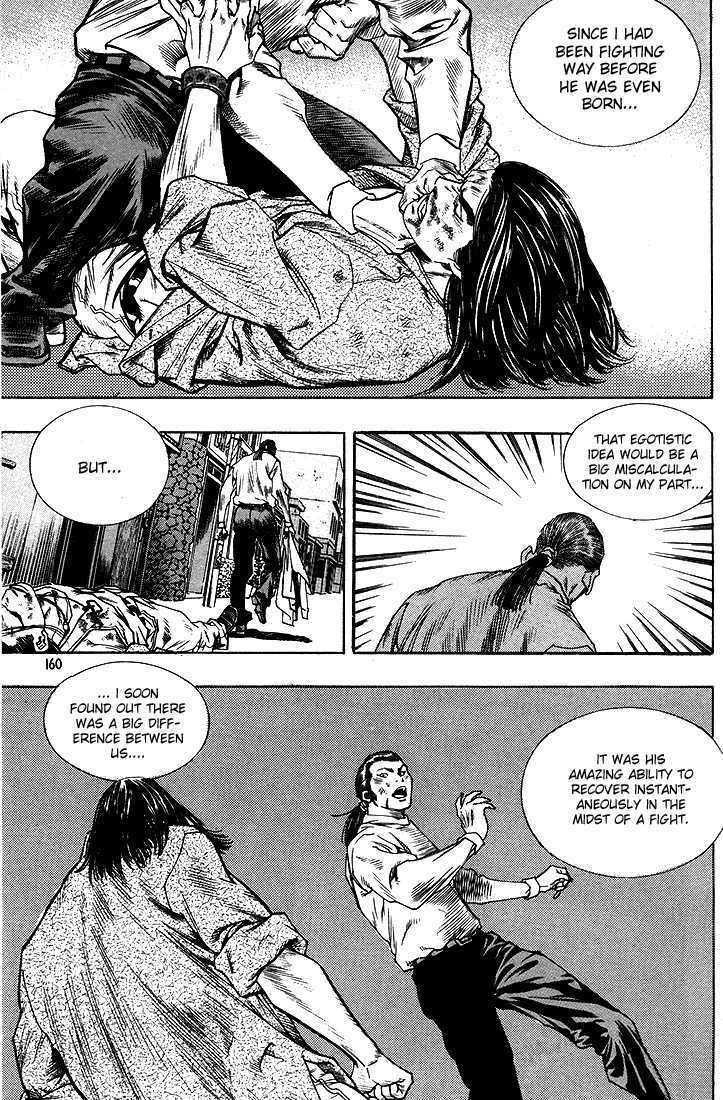 SINCE I HAD
BEEN FIGHTING
WAY BEFORE
HE WAS EVEN
BORN...
BUT...
THAT EGOTISTIC
IDEA WOULD BE A
BIG MISCALCULA-
TION ON MY PART...
160
... I SOON
FOUND OUT THERE
WAS A BIG DIFF-
ERENCE BETWEEN
US....
IT WAS HIS
AMAZING ABILITY TO
RECOVER INSTANT-
ANEOUSLY IN THE
MIDST OF A FIGHT.